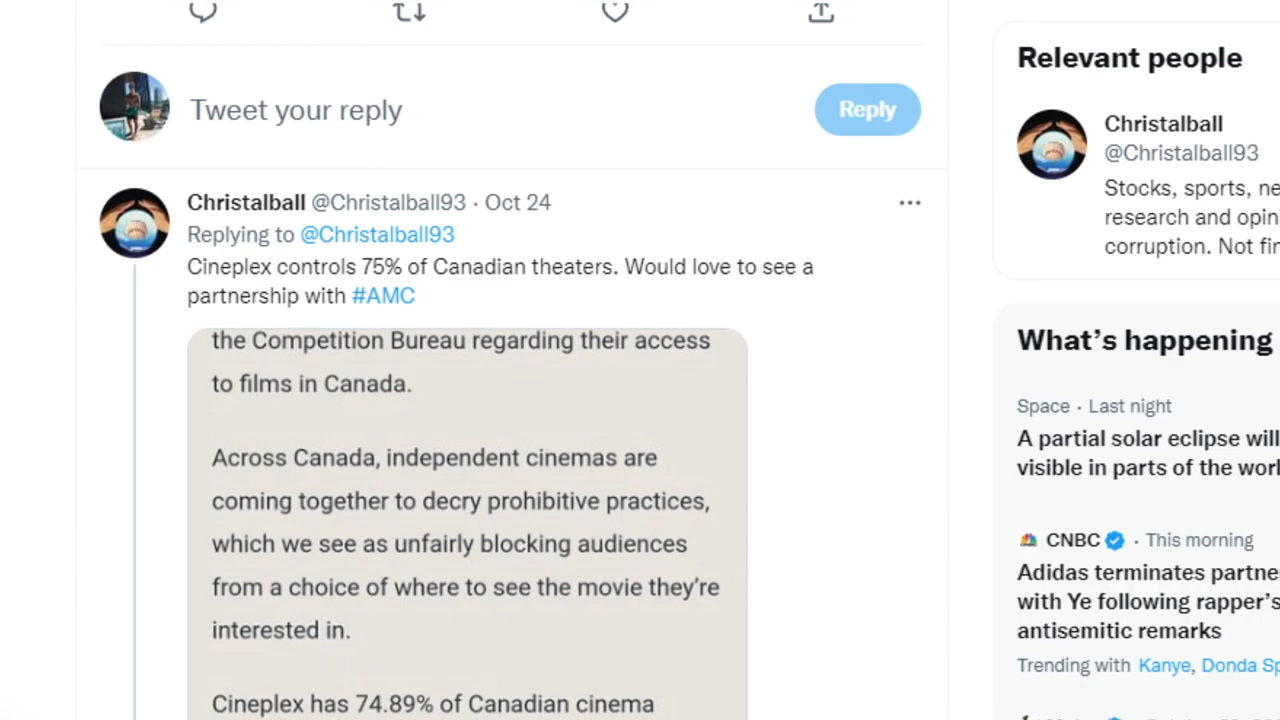 Tweet your reply
Reply
Christalball @Christalball93 · Oct 24
Replying to @Christalball93
Cineplex controls 75% of Canadian theaters. Would love to see a
partnership with #AMC
the Competition Bureau regarding their access
to films in Canada.
Across Canada, independent cinemas are
coming together to decry prohibitive practices,
which we see as unfairly blocking audiences
from a choice of where to see the movie they're
interested in.
Cineplex has 74.89% of Canadian cinema
Relevant people
Christalball
@Christalball93
Stocks, sports, ne
research and opin
corruption. Not fin
What's happening
Space · Last night
A partial solar eclipse will
visible in parts of the worl
CNBC · This morning
Adidas terminates partne
with Ye following rapper's
antisemitic remarks
Trending with Kanye, Donda Sp